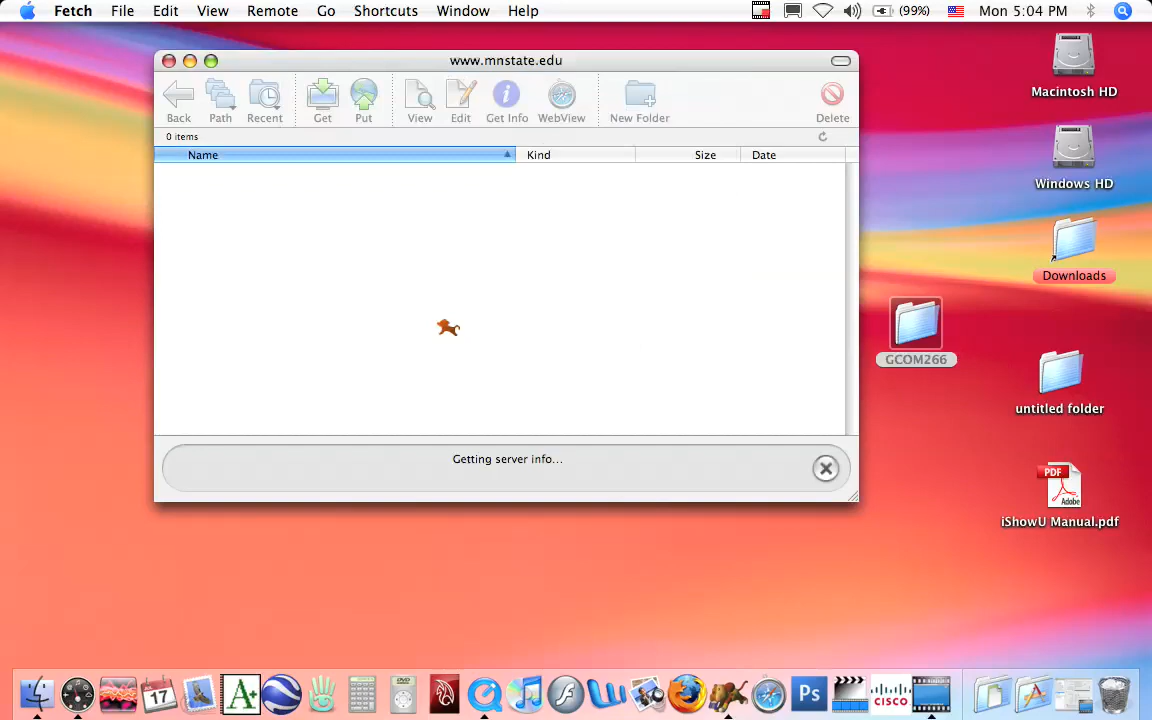 Fetch File Edit View Remote Go Shortcuts Window Help (99%) Mon 5:04 PM
www.mnstate.edu
Back Path Recent Get Put View Edit Get Info WebView New Folder Delete
0 items
Name Kind Size Date
Getting server info...
Macintosh HD
Windows HD
Downloads
GCOM266
untitled folder
PDF
Adobe
iShowU Manual.pdf
JUL
17
A+
DVD
Ps
CISCO